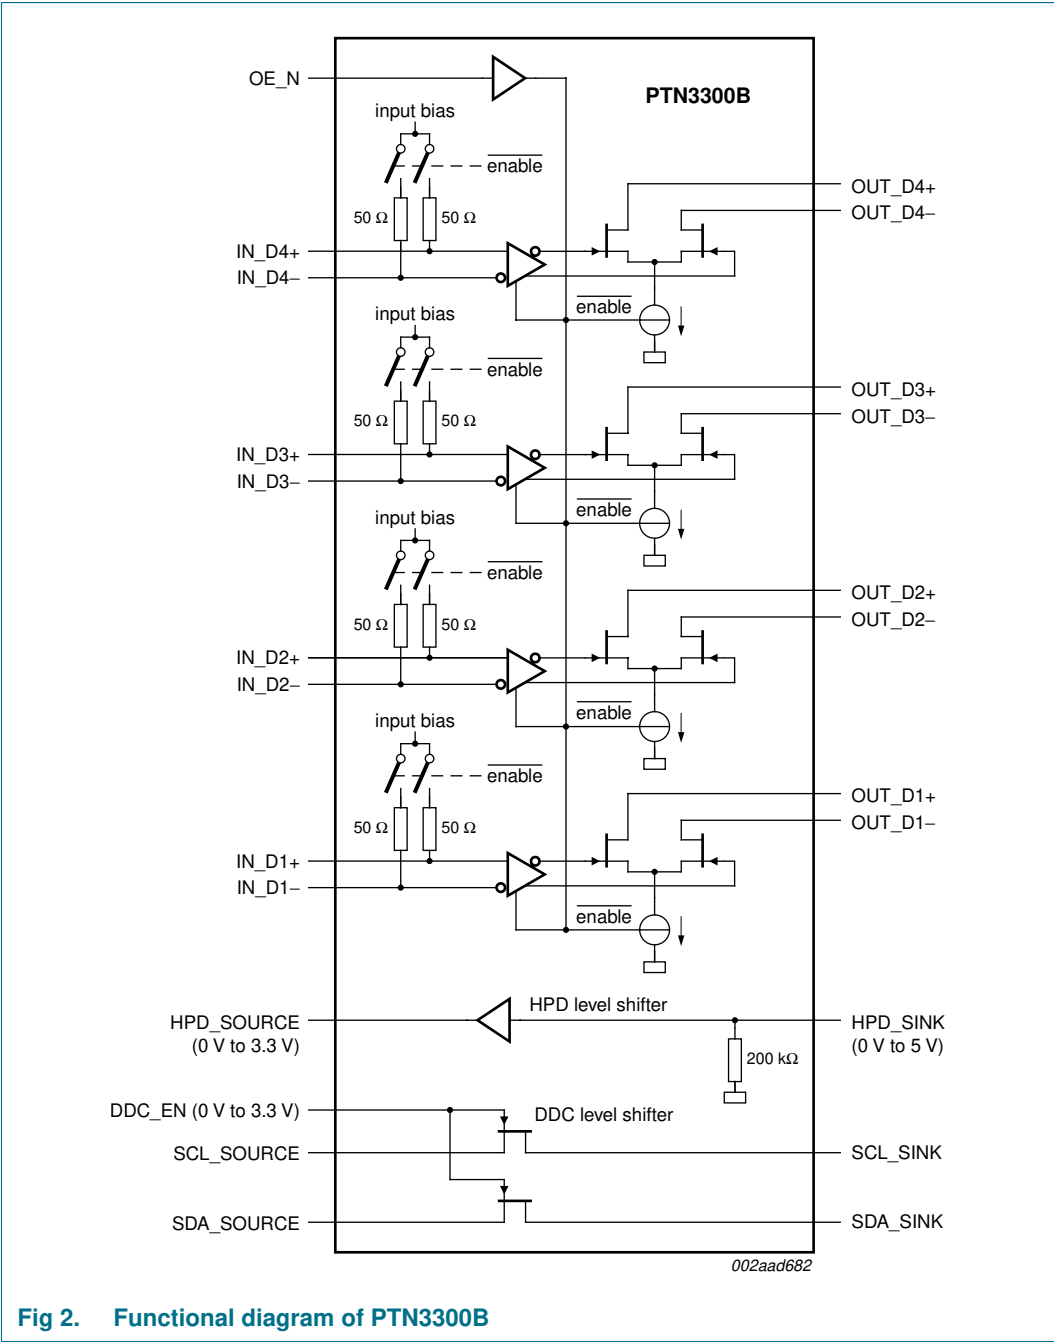 OE_N
PTN3300B
input bias
enable
OUT_D4+
50 Ω 50 Ω
OUT_D4−
IN_D4+
IN_D4−
enable
input bias
enable
OUT_D3+
50 Ω 50 Ω
OUT_D3−
IN_D3+
IN_D3−
enable
input bias
enable
OUT_D2+
50 Ω 50 Ω
OUT_D2−
IN_D2+
IN_D2−
enable
input bias
enable
OUT_D1+
50 Ω 50 Ω
OUT_D1−
IN_D1+
IN_D1−
enable
HPD level shifter
HPD_SOURCE
(0 V to 3.3 V)
HPD_SINK
(0 V to 5 V)
200 kΩ
DDC_EN (0 V to 3.3 V)
DDC level shifter
SCL_SOURCE
SCL_SINK
SDA_SOURCE
SDA_SINK
002aad682
Fig 2. Functional diagram of PTN3300B